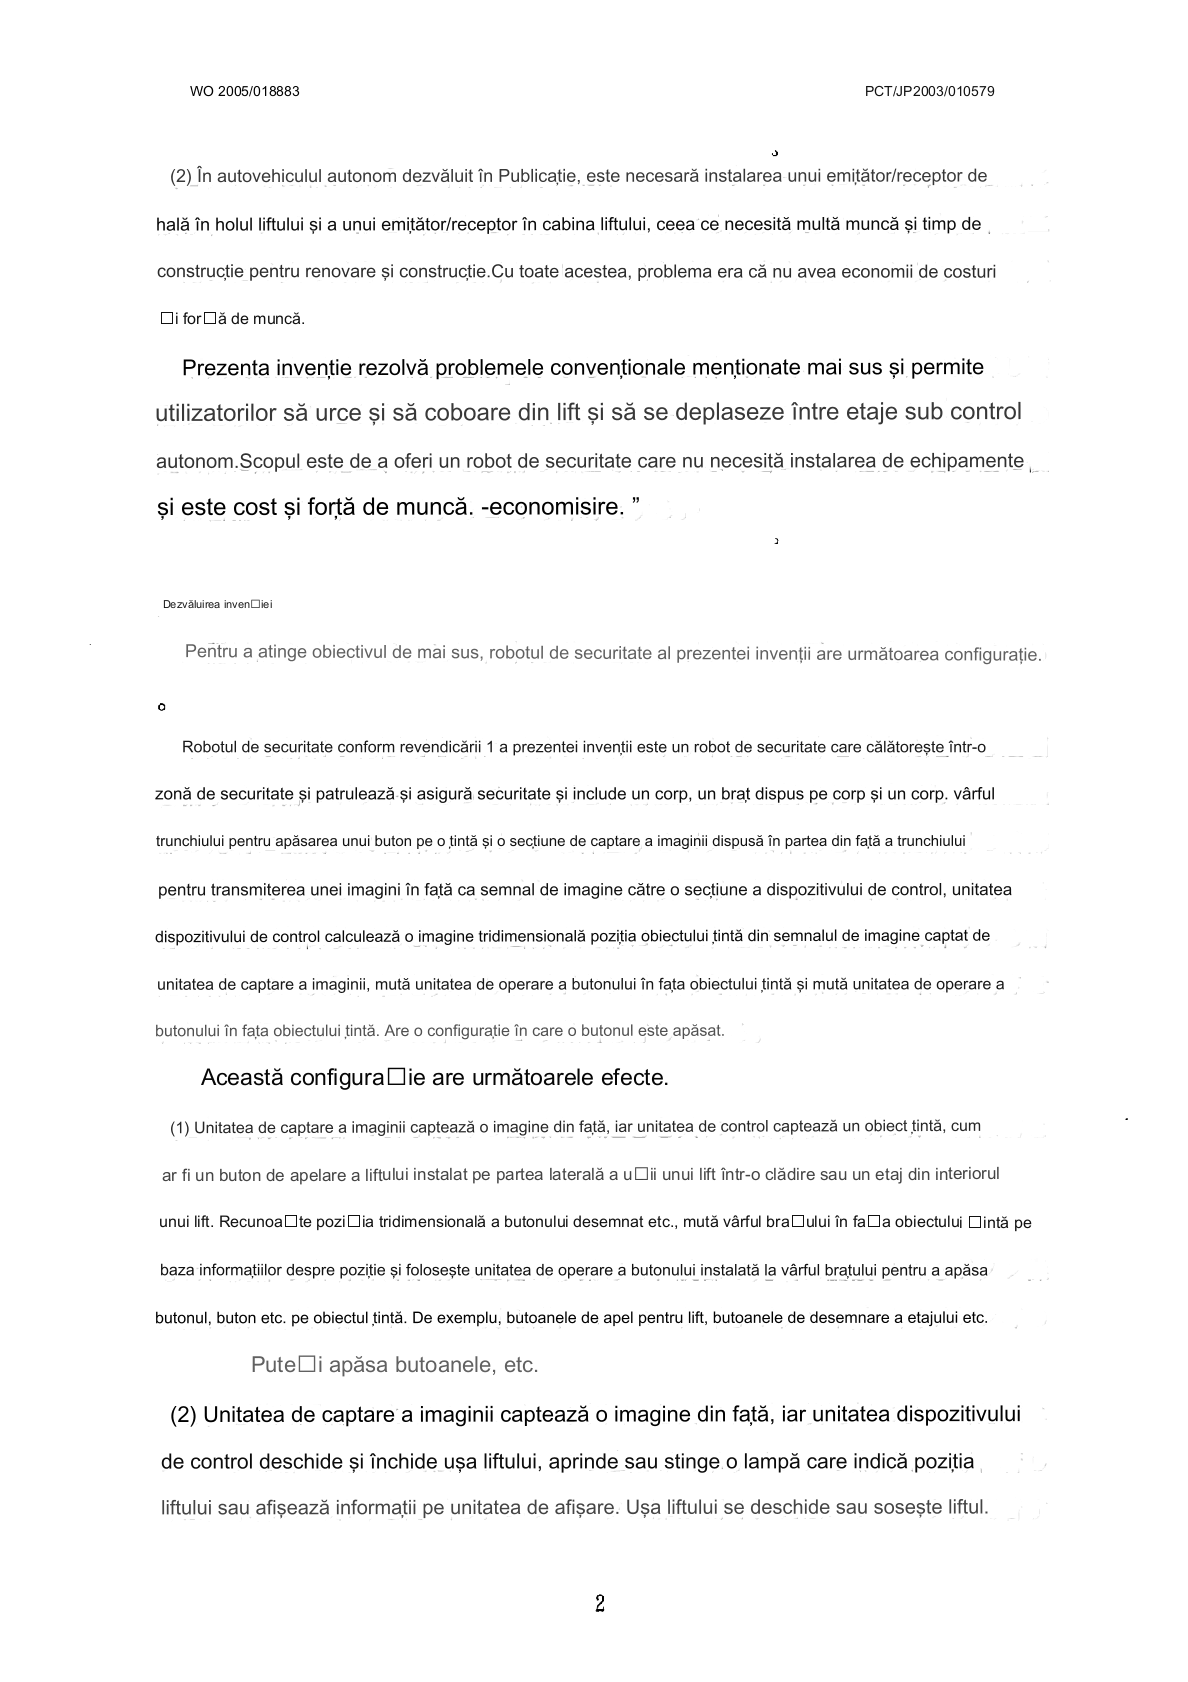 WO 2005/018883 PCT/JP2003/010579
(2) În autovehiculul autonom dezvăluit în Publicație, este necesară instalarea unui emițător/receptor de
hală în holul liftului și a unui emițător/receptor în cabina liftului, ceea ce necesită multă muncă și timp de
construcție pentru renovare și construcție.Cu toate acestea, problema era că nu avea economii de costuri
□i for□ă de muncă.
Prezenta invenție rezolvă problemele convenționale menționate mai sus și permite
utilizatorilor să urce și să coboare din lift și să se deplaseze între etaje sub control
autonom.Scopul este de a oferi un robot de securitate care nu necesită instalarea de echipamente
și este cost și forță de muncă. -economisire. ”
Dezvăluirea inven□iei
Pentru a atinge obiectivul de mai sus, robotul de securitate al prezentei invenții are următoarea configurație.
Robotul de securitate conform revendicării 1 a prezentei invenții este un robot de securitate care călătorește într-o
zonă de securitate și patrulează și asigură securitate și include un corp, un braț dispus pe corp și un corp. vârful
trunchiului pentru apăsarea unui buton pe o țintă și o secțiune de captare a imaginii dispusă în partea din față a trunchiului
pentru transmiterea unei imagini în față ca semnal de imagine către o secțiune a dispozitivului de control, unitatea
dispozitivului de control calculează o imagine tridimensională poziția obiectului țintă din semnalul de imagine captat de
unitatea de captare a imaginii, mută unitatea de operare a butonului în fața obiectului țintă și mută unitatea de operare a
butonului în fața obiectului țintă. Are o configurație în care o butonul este apăsat.
Această configura□ie are următoarele efecte.
(1) Unitatea de captare a imaginii captează o imagine din față, iar unitatea de control captează un obiect țintă, cum
ar fi un buton de apelare a liftului instalat pe partea laterală a u□ii unui lift într-o clădire sau un etaj din interiorul
unui lift. Recunoa□te pozi□ia tridimensională a butonului desemnat etc., mută vârful bra□ului în fa□a obiectului □intă pe
baza informațiilor despre poziție și folosește unitatea de operare a butonului instalată la vârful brațului pentru a apăsa
butonul, buton etc. pe obiectul țintă. De exemplu, butoanele de apel pentru lift, butoanele de desemnare a etajului etc.
Pute□i apăsa butoanele, etc.
(2) Unitatea de captare a imaginii captează o imagine din față, iar unitatea dispozitivului
de control deschide și închide ușa liftului, aprinde sau stinge o lampă care indică poziția
liftului sau afișează informații pe unitatea de afișare. Ușa liftului se deschide sau sosește liftul.
2